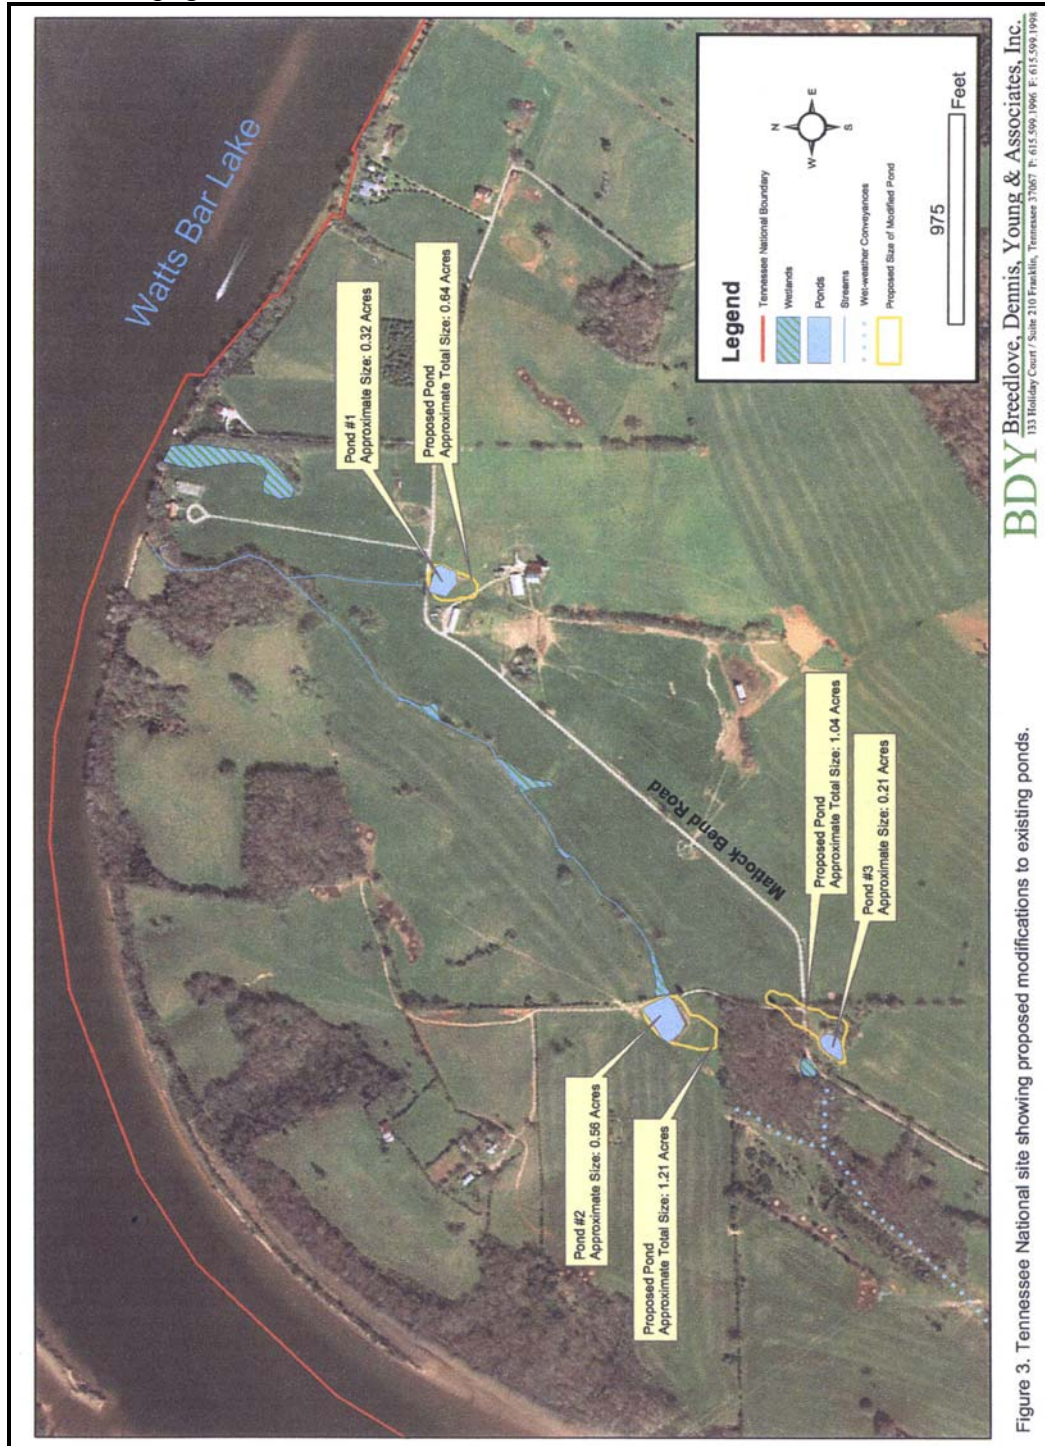 Watts Bar Lake
Pond #1
Approximate Size: 0.32 Acres
Proposed Pond
Approximate Total Size: 0.64 Acres
Matlock Bend Road
Pond #2
Approximate Size: 0.56 Acres
Proposed Pond
Approximate Total Size: 1.21 Acres
Proposed Pond
Approximate Total Size: 1.04 Acres
Pond #3
Approximate Size: 0.21 Acres
Legend
Tennessee National Boundary
Wetlands
Ponds
Streams
Wet-weather Conveyances
Proposed Size of Modified Pond
N
W
E
S
975
Feet
Figure 3. Tennessee National site showing proposed modifications to existing ponds.
BDY Breedlove, Dennis, Young & Associates, Inc.
133 Holiday Court / Suite 210 Franklin, Tennessee 37067 P: 615.599.1996 F: 615.599.1998